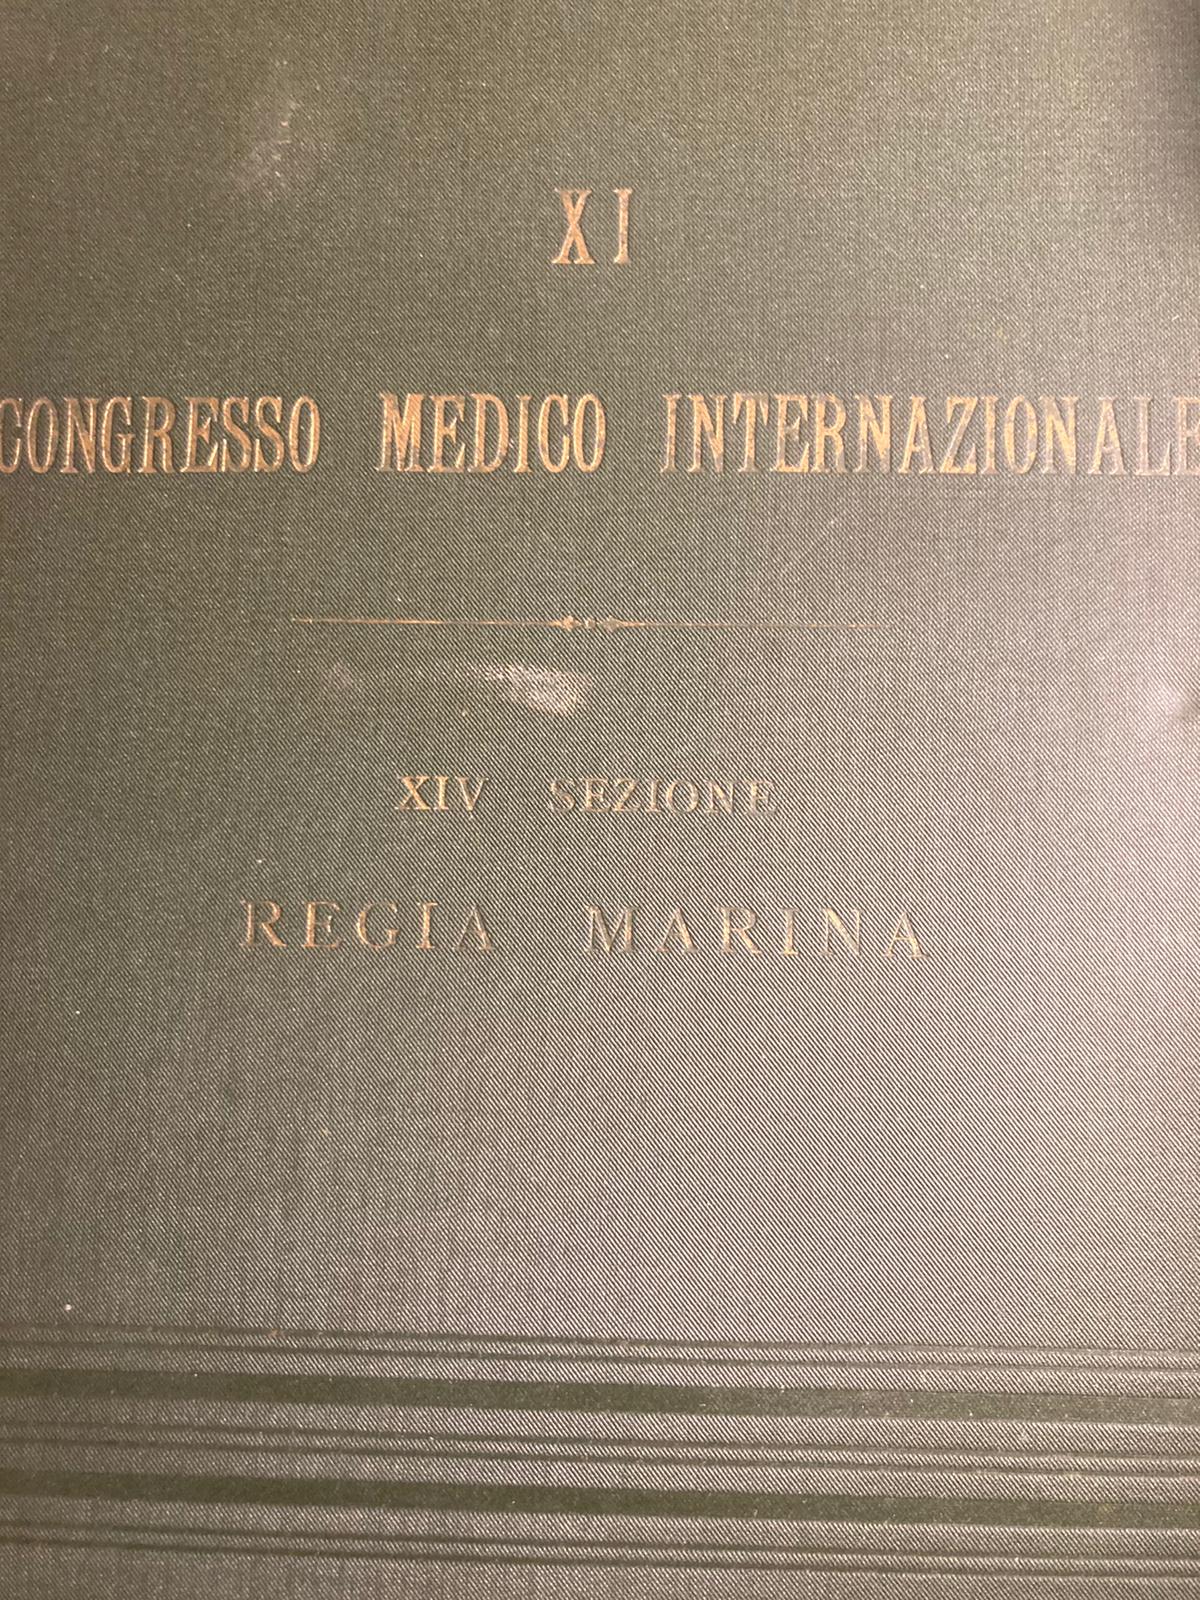 XI
CONGRESSO MEDICO INTERNAZIONALE
XIV SEZIONE
REGIA MARINA